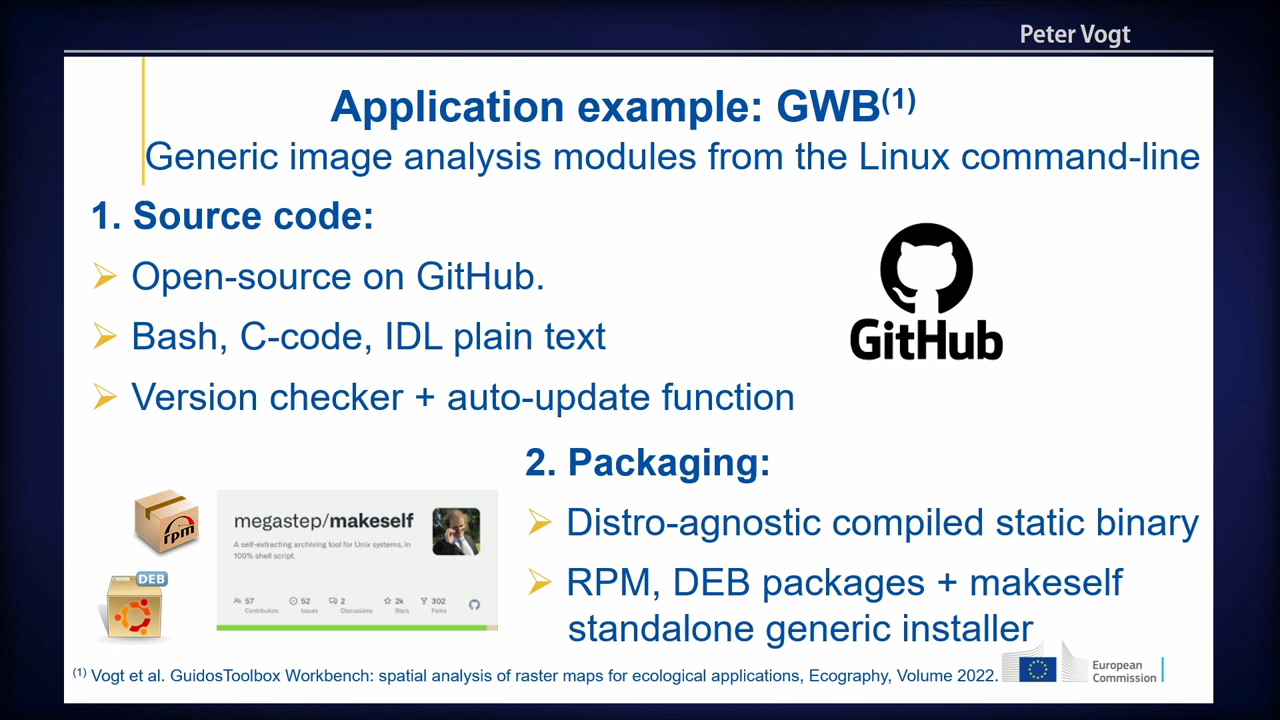 Peter Vogt
Application example: GWB(1)
Generic image analysis modules from the Linux command-line
1. Source code:
Open-source on GitHub.
Bash, C-code, IDL plain text
Version checker + auto-update function
GitHub
2. Packaging:
Distro-agnostic compiled static binary
RPM, DEB packages + makeself
standalone generic installer
rpm
DEB
megastep/makeself
A self-extracting archiving tool for Unix systems, in
100% shell script.
57 52 2 2k 302
Contributors Issues Discussions Stars Forks
(1) Vogt et al. GuidosToolbox Workbench: spatial analysis of raster maps for ecological applications, Ecography, Volume 2022.
European
Commission